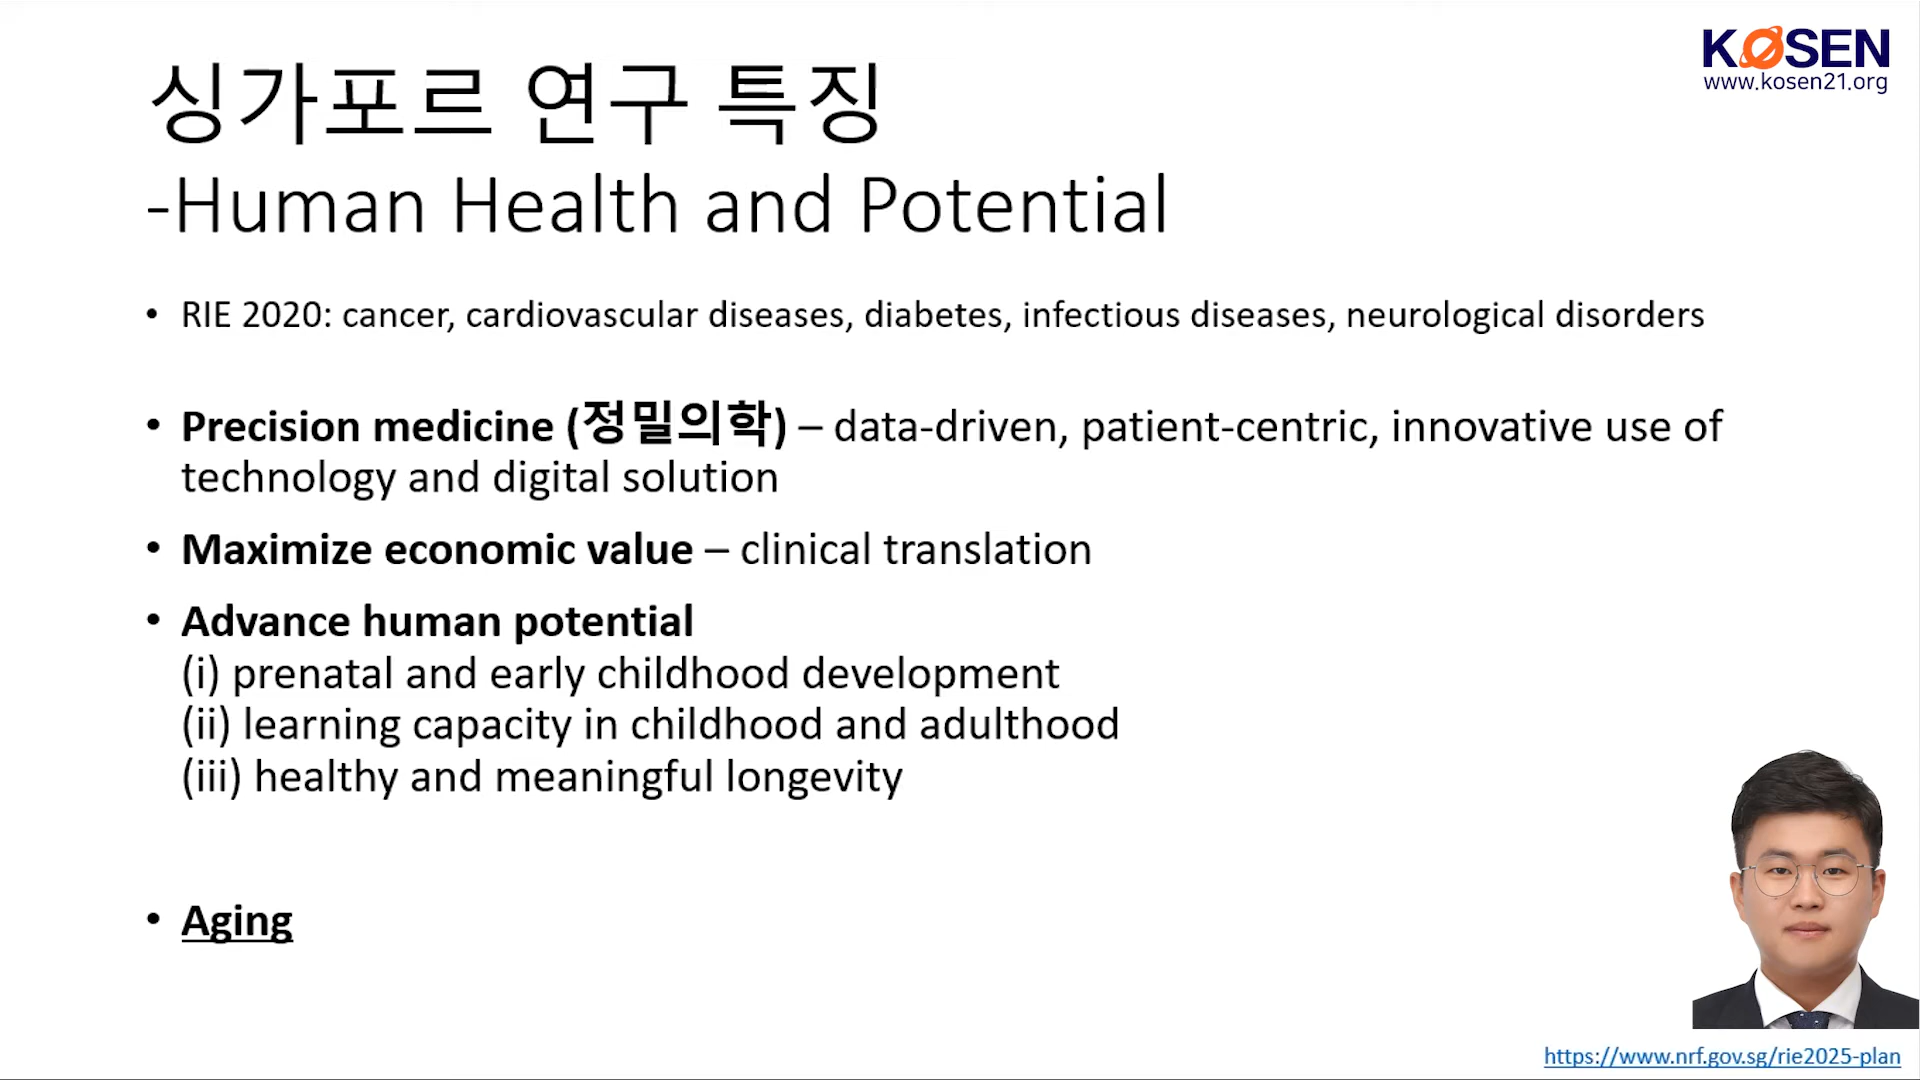 KOSEN
www.kosen21.org
싱가포르 연구 특징
-Human Health and Potential
• RIE 2020: cancer, cardiovascular diseases, diabetes, infectious diseases, neurological disorders
• Precision medicine (정밀의학) – data-driven, patient-centric, innovative use of
technology and digital solution
• Maximize economic value – clinical translation
• Advance human potential
(i) prenatal and early childhood development
(ii) learning capacity in childhood and adulthood
(iii) healthy and meaningful longevity
• Aging
https://www.nrf.gov.sg/rie2025-plan